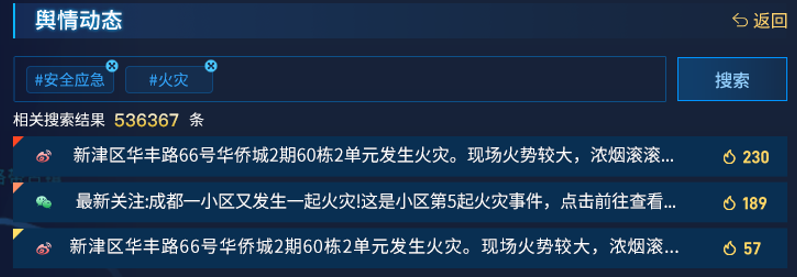 舆情动态
返回
#安全应急 #火灾 搜索
相关搜索结果 536367 条
新津区华丰路66号华侨城2期60栋2单元发生火灾。现场火势较大，浓烟滚滚... 230
最新关注:成都一小区又发生一起火灾!这是小区第5起火灾事件，点击前往查看... 189
新津区华丰路66号华侨城2期60栋2单元发生火灾。现场火势较大，浓烟滚... 57